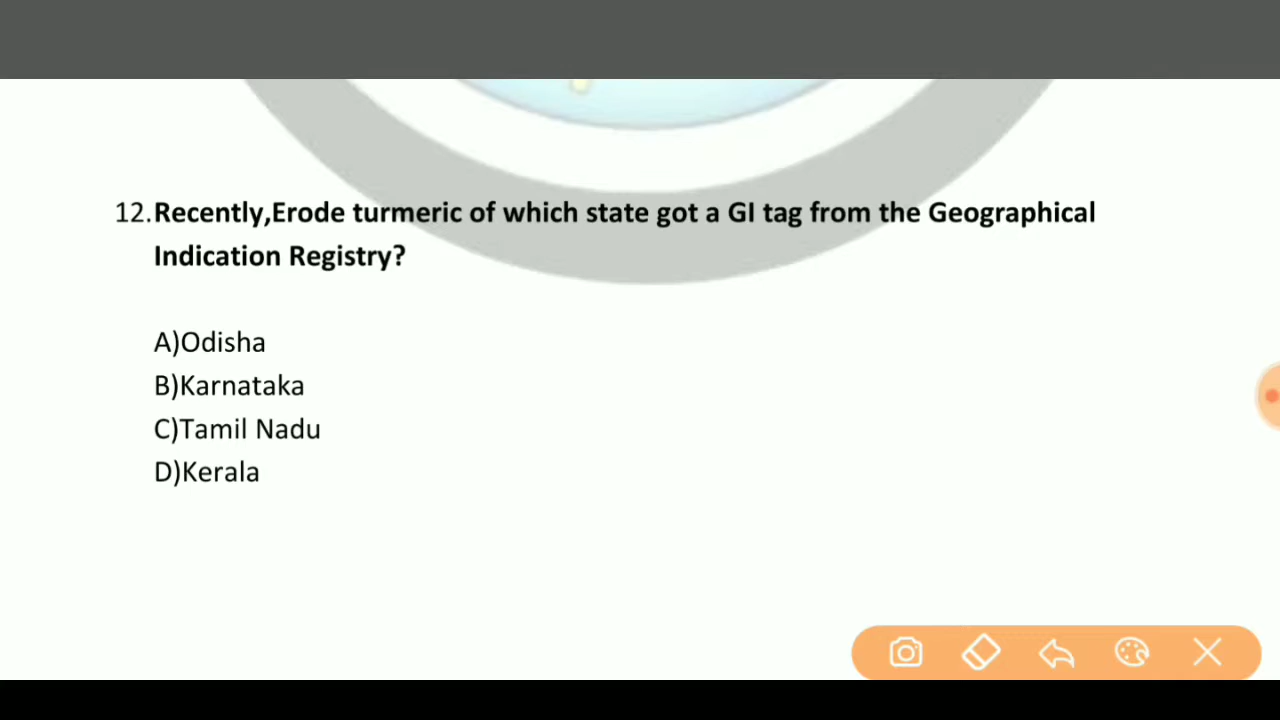 12.Recently,Erode turmeric of which state got a GI tag from the Geographical
Indication Registry?
A)Odisha
B)Karnataka
C)Tamil Nadu
D)Kerala